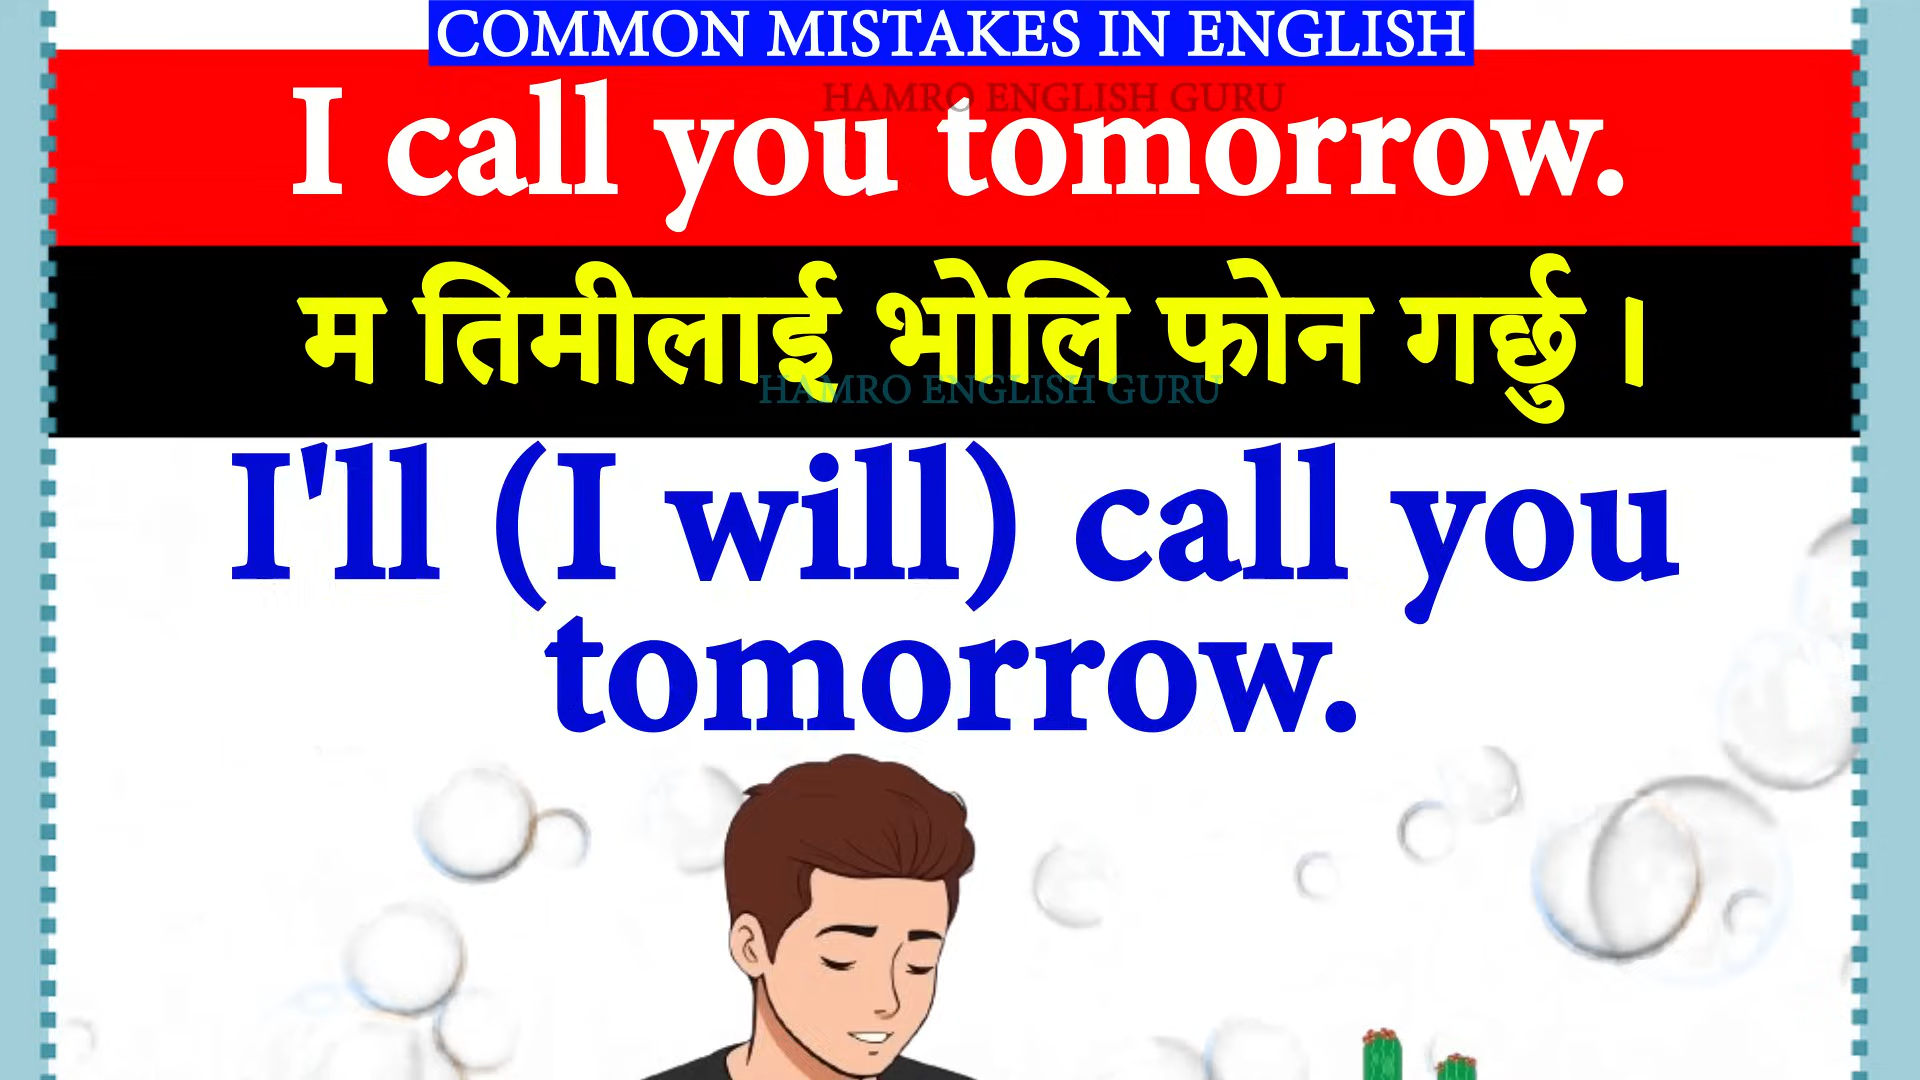 COMMON MISTAKES IN ENGLISH
HAMRO ENGLISH GURU
I call you tomorrow.
म तिमीलाई भोलि फोन गर्छु ।
HAMRO ENGLISH GURU
I'll (I will) call you
tomorrow.